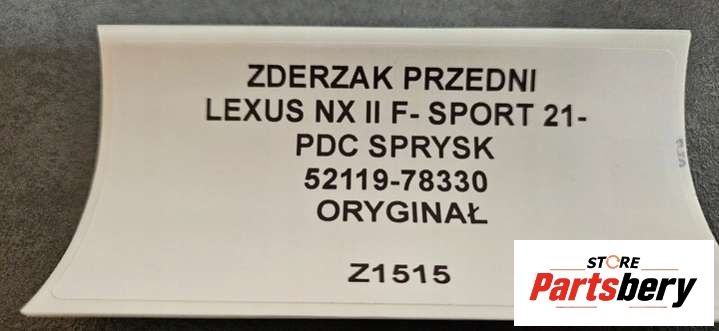 ZDERZAK PRZEDNI
LEXUS NX II F- SPORT 21-
PDC SPRYSK
52119-78330
ORYGINAŁ
Z1515
STORE
Partsbery